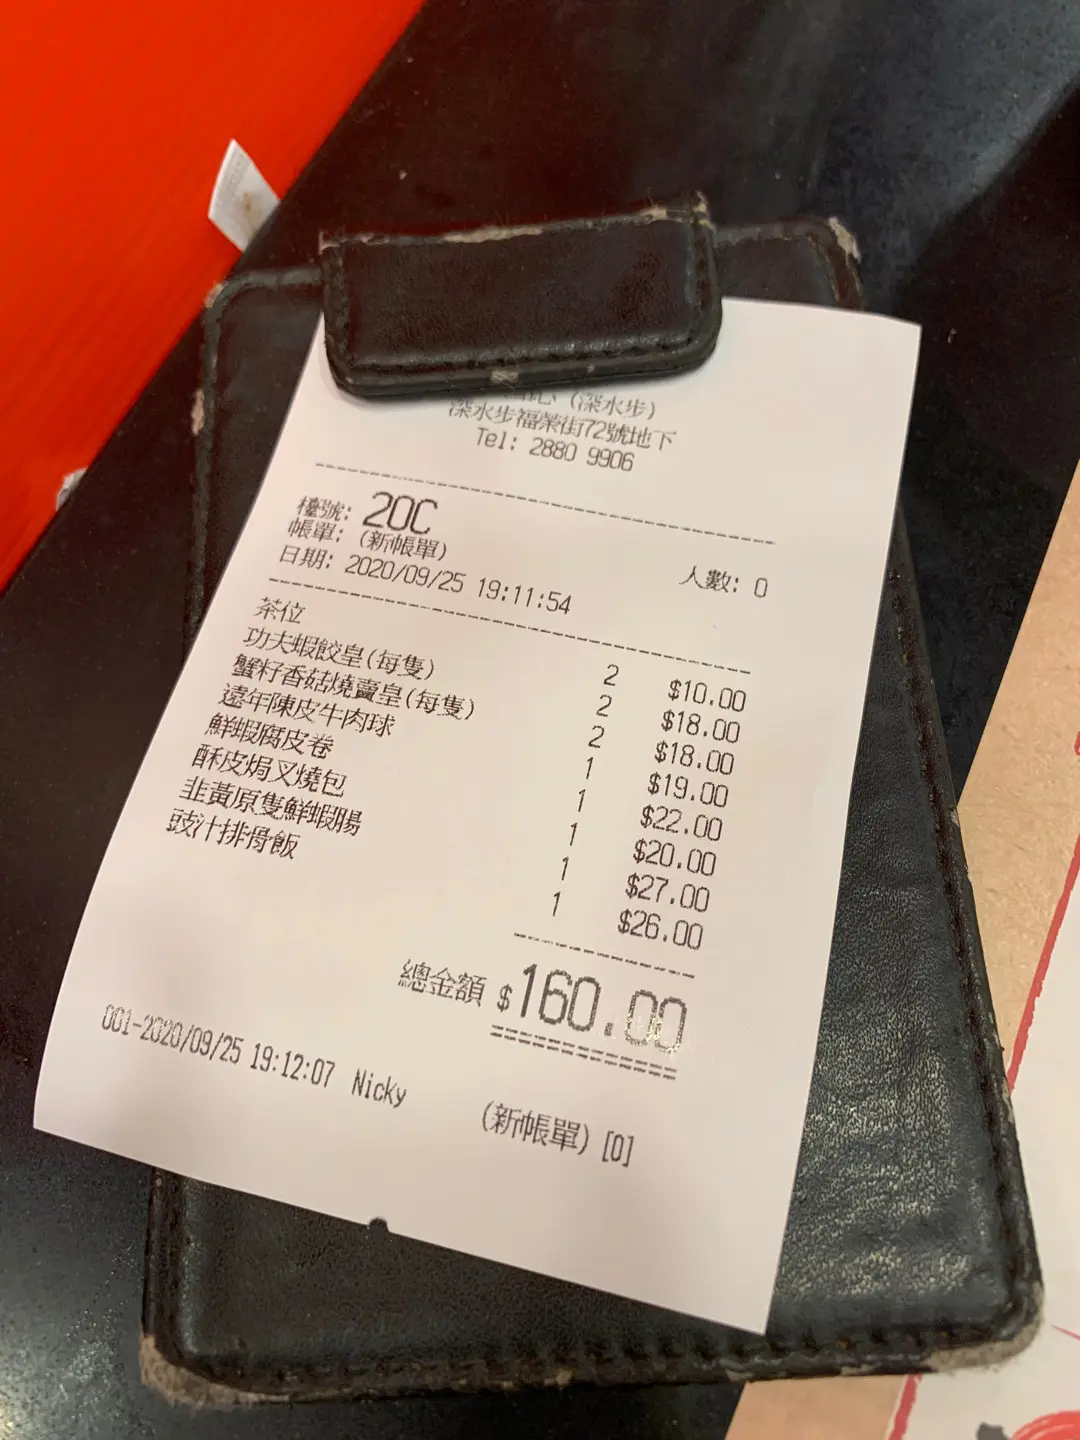 心 (深水步)
深水步福榮街72號地下
Tel: 2880 9906
檯號: 20C
帳單: (新帳單)
人數: 0
日期: 2020/09/25 19:11:54
茶位 2 $10.00
功夫蝦餃皇(每隻) 2 $18.00
蟹籽香菇燒賣皇(每隻) 2 $18.00
遠年陳皮牛肉球 1 $19.00
鮮蝦腐皮卷 1 $22.00
酥皮焗叉燒包 1 $20.00
韭黃原隻鮮蝦腸 1 $27.00
豉汁排骨飯 1 $26.00
總金額 $160.00
001-2020/09/25 19:12:07 Nicky
(新帳單) [0]